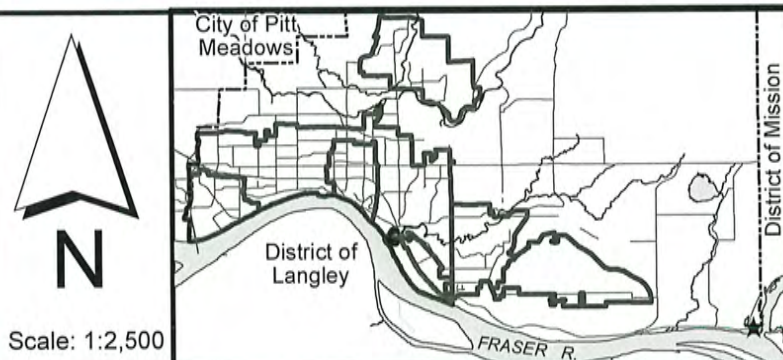 N
Scale: 1:2,500
City of Pitt
Meadows
District of
Langley
FRASER R.
District of Mission